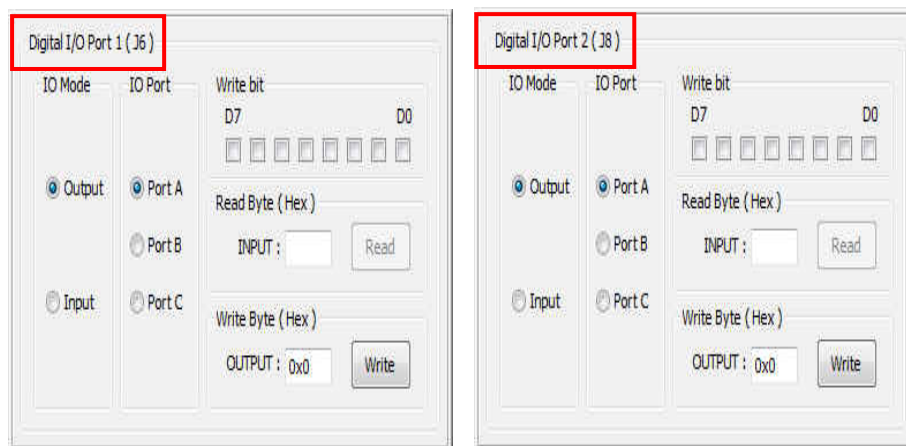 Digital I/O Port 1 ( J6 )
IO Mode
IO Port
Write bit
D7 D0
Output
Port A
Read Byte ( Hex )
Port B
INPUT : Read
Input
Port C
Write Byte ( Hex )
OUTPUT : 0x0 Write
Digital I/O Port 2 ( J8 )
IO Mode
IO Port
Write bit
D7 D0
Output
Port A
Read Byte ( Hex )
Port B
INPUT : Read
Input
Port C
Write Byte ( Hex )
OUTPUT : 0x0 Write